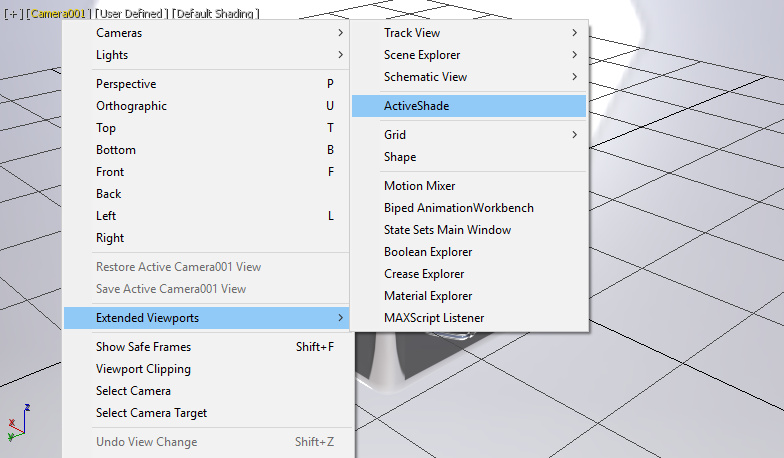 [+] [Camera001] [User Defined] [Default Shading]
Cameras >
Lights >
Perspective P
Orthographic U
Top T
Bottom B
Front F
Back
Left L
Right
Restore Active Camera001 View
Save Active Camera001 View
Extended Viewports >
Show Safe Frames Shift+F
Viewport Clipping
Select Camera
Select Camera Target
Undo View Change Shift+Z
Track View >
Scene Explorer >
Schematic View >
ActiveShade
Grid >
Shape
Motion Mixer
Biped AnimationWorkbench
State Sets Main Window
Boolean Explorer
Crease Explorer
Material Explorer
MAXScript Listener
z
x
y